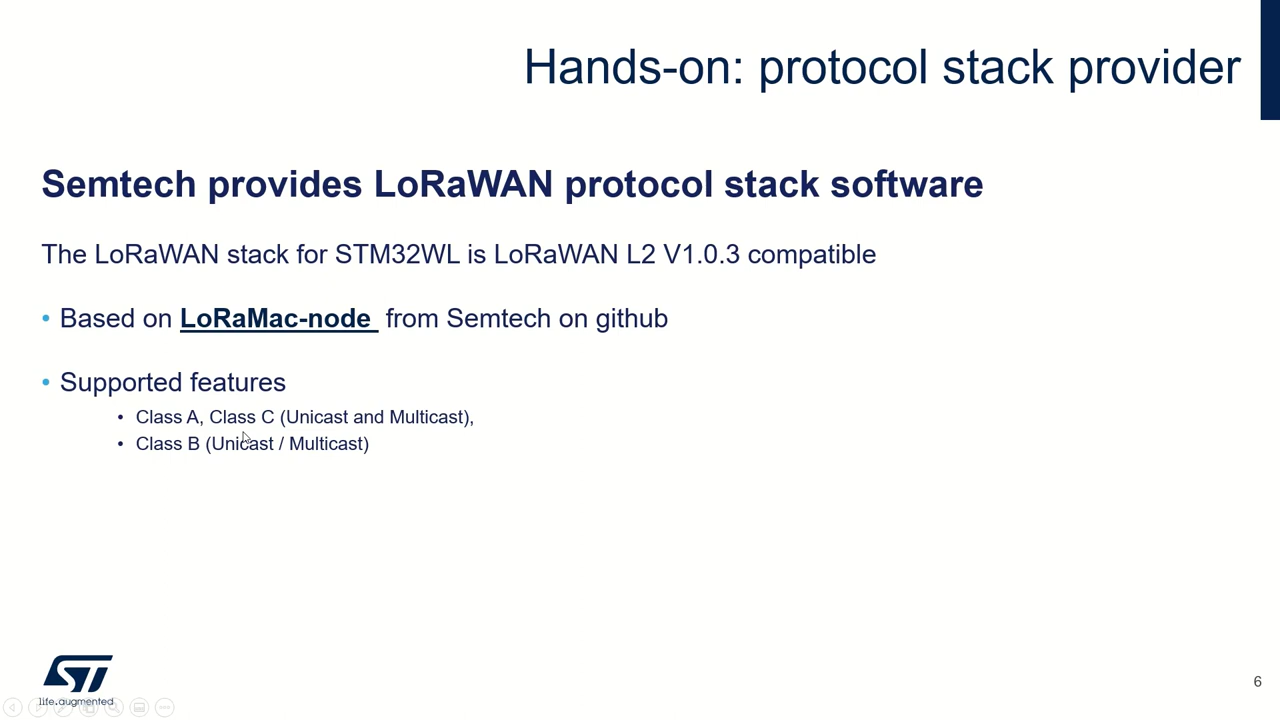 Hands-on: protocol stack provider
Semtech provides LoRaWAN protocol stack software
The LoRaWAN stack for STM32WL is LoRaWAN L2 V1.0.3 compatible
• Based on LoRaMac-node from Semtech on github
• Supported features
• Class A, Class C (Unicast and Multicast),
• Class B (Unicast / Multicast)
ST
life.augmented
6